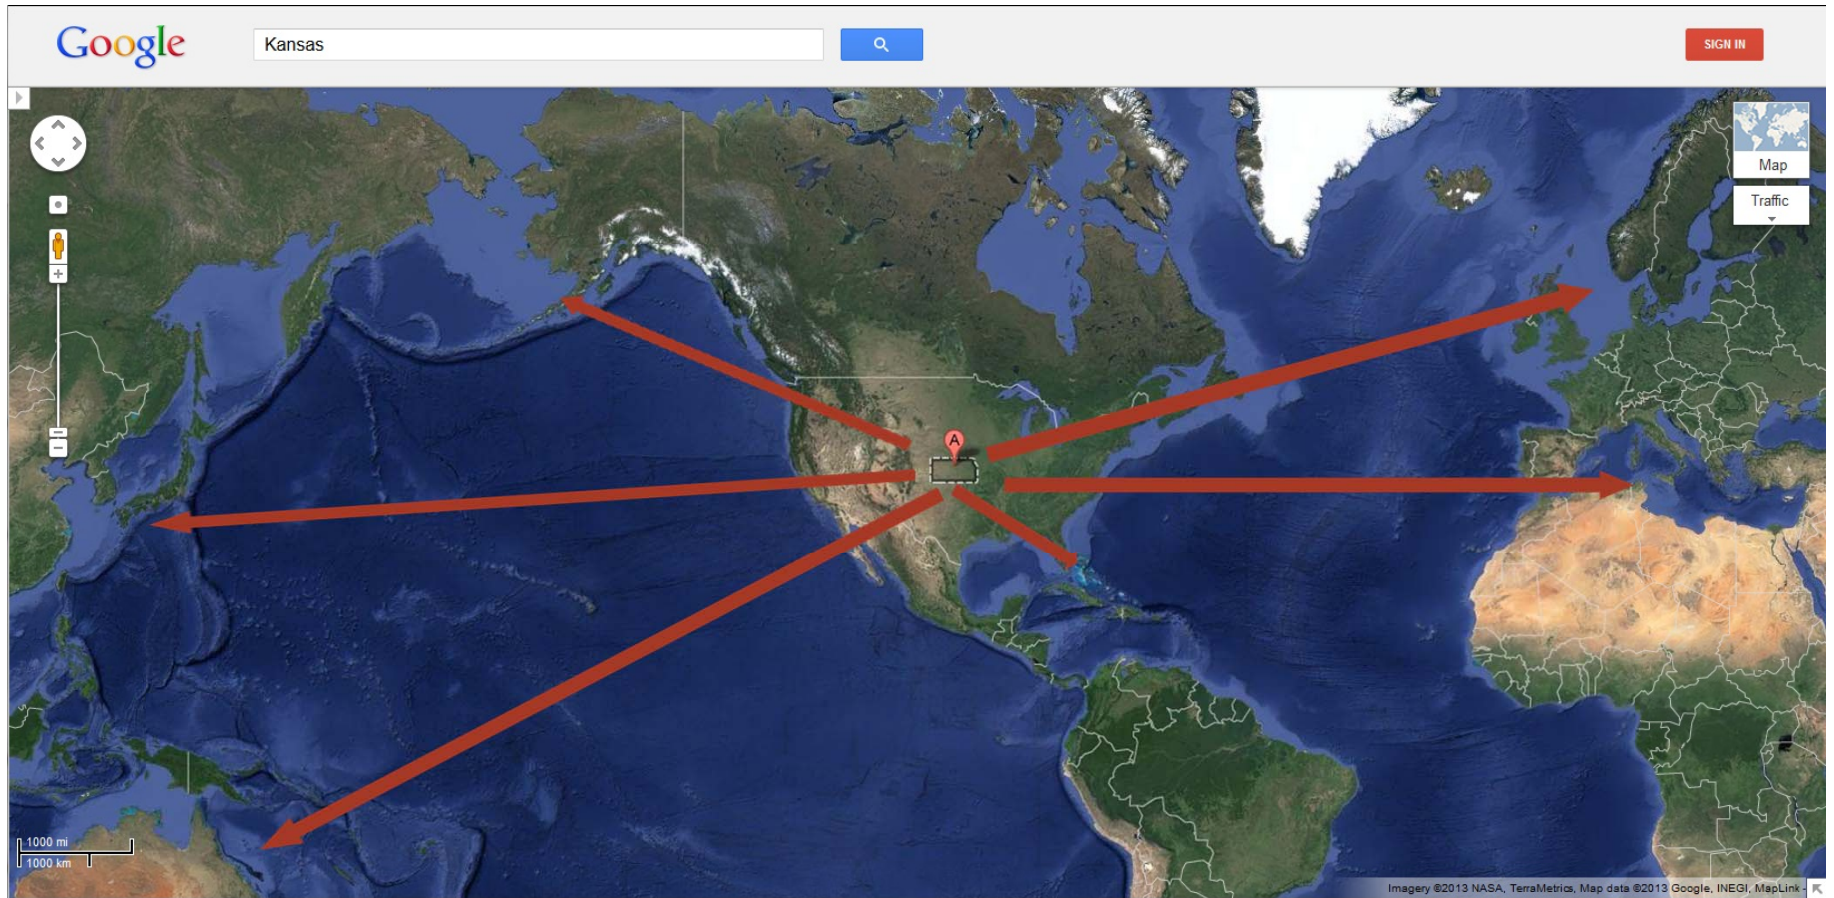 Google
Kansas
SIGN IN
Map
Traffic
A
1000 mi
1000 km
Imagery ©2013 NASA, TerraMetrics, Map data ©2013 Google, INEGI, MapLink -